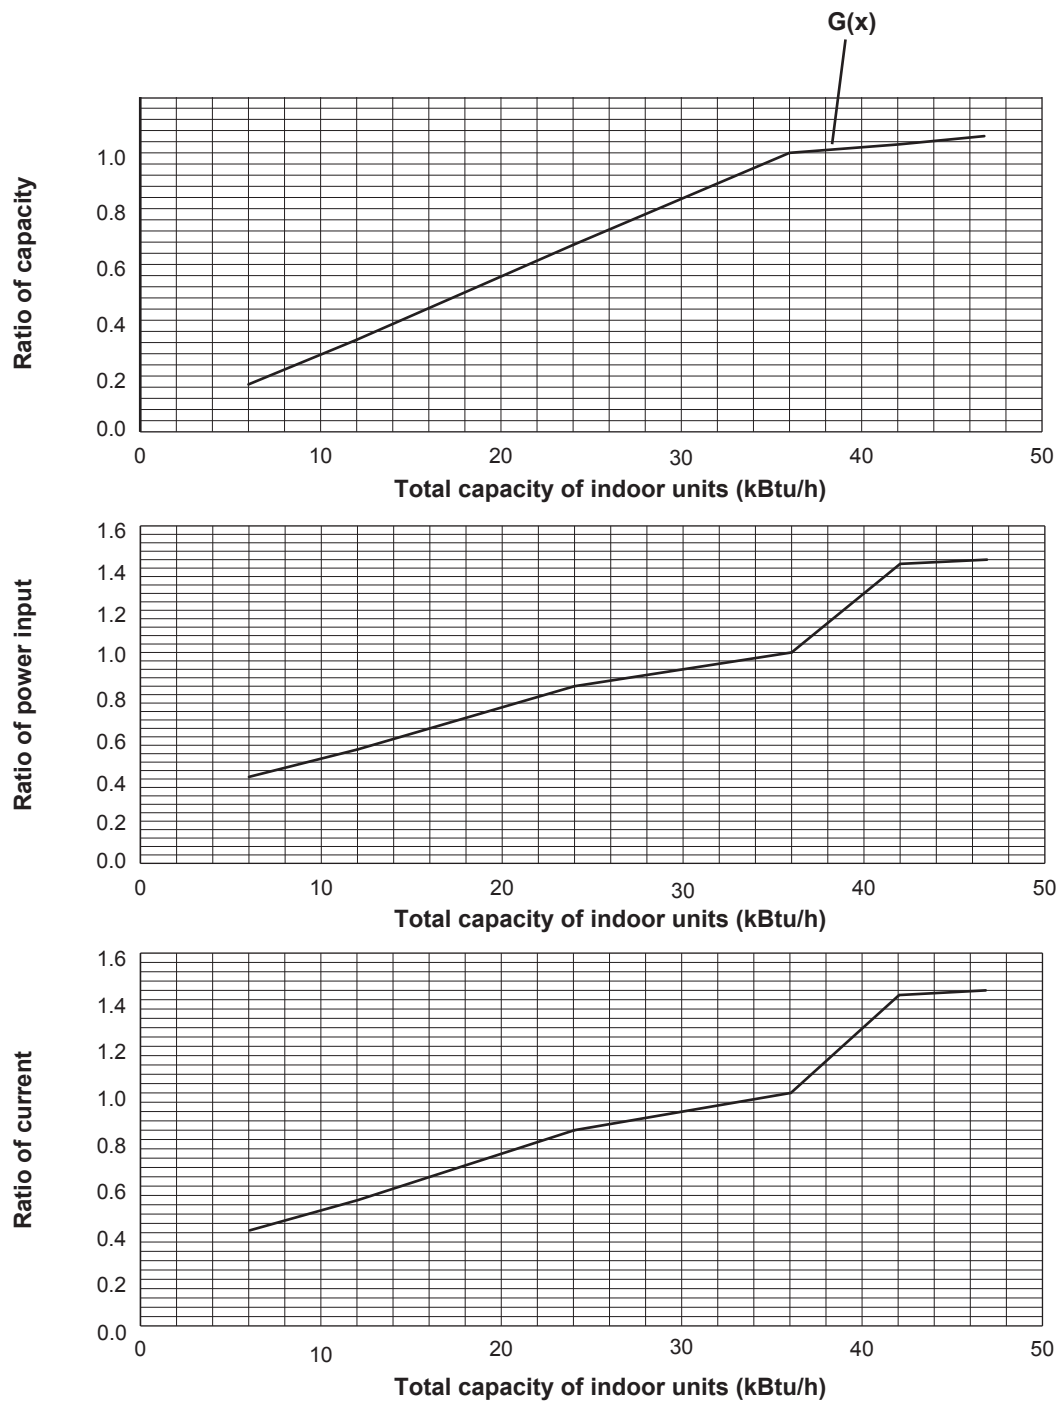 G(x)
Ratio of capacity
1.0
0.8
0.6
0.4
0.2
0.0
0 10 20 30 40 50
Total capacity of indoor units (kBtu/h)
Ratio of power input
1.6
1.4
1.2
1.0
0.8
0.6
0.4
0.2
0.0
0 10 20 30 40 50
Total capacity of indoor units (kBtu/h)
Ratio of current
1.6
1.4
1.2
1.0
0.8
0.6
0.4
0.2
0.0
0 10 20 30 40 50
Total capacity of indoor units (kBtu/h)